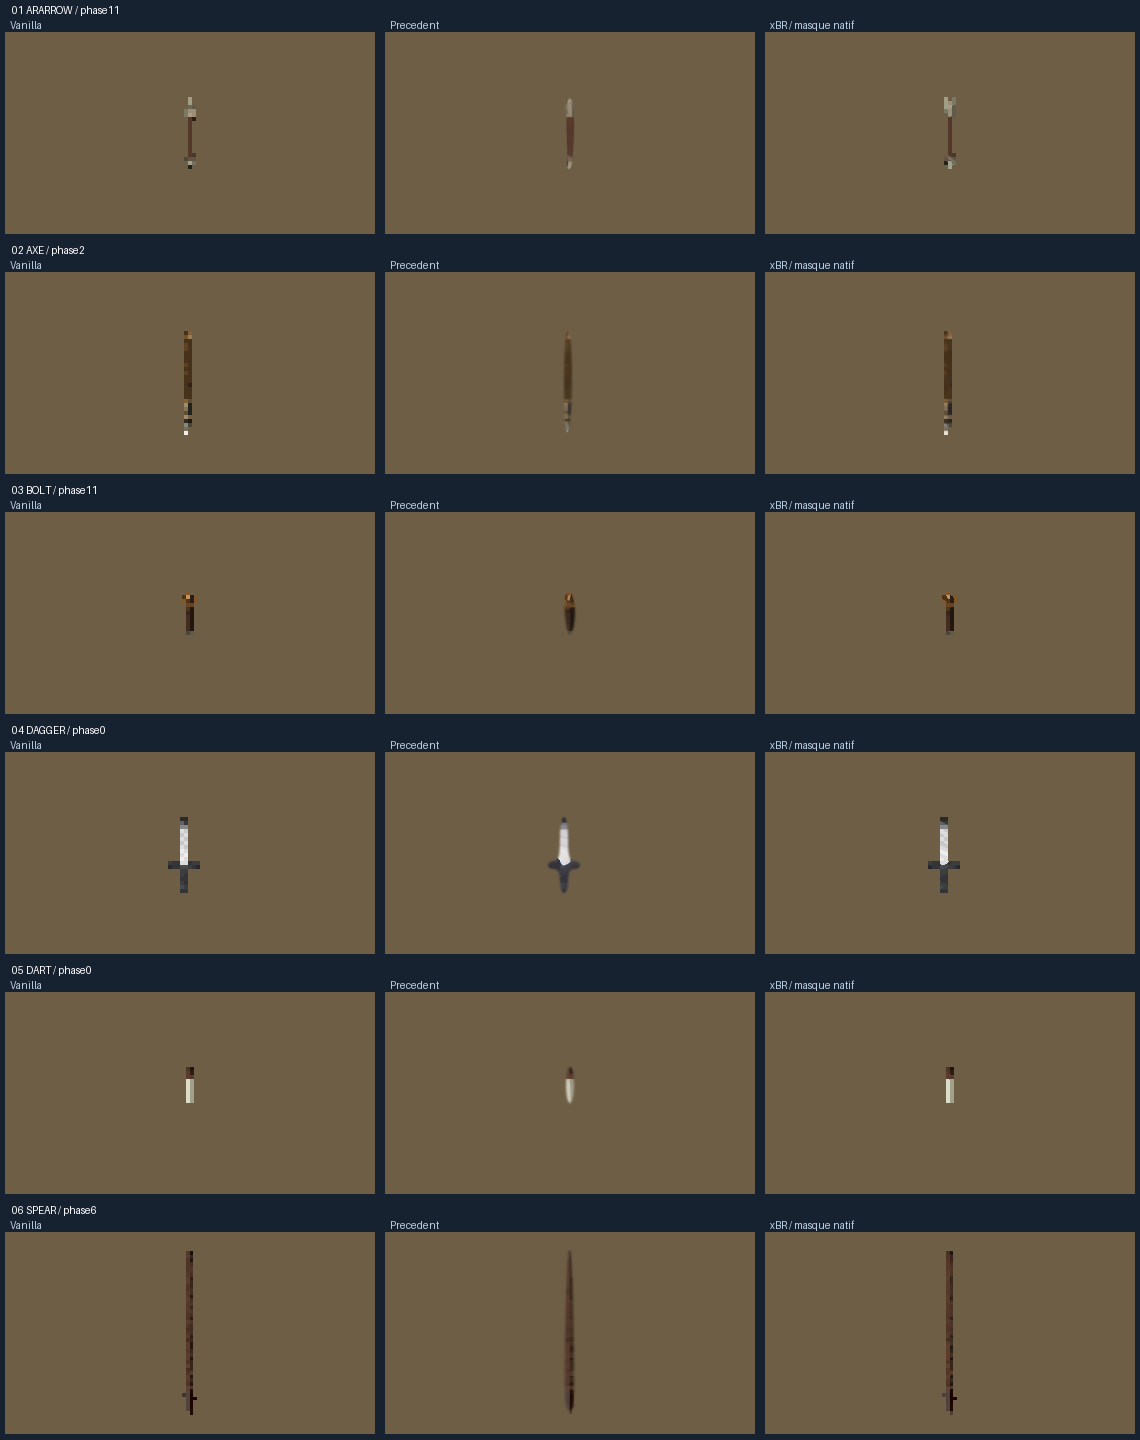 01 ARARROW / phase11
Vanilla Precedent xBR / masque natif
02 AXE / phase2
Vanilla Precedent xBR / masque natif
03 BOLT / phase11
Vanilla Precedent xBR / masque natif
04 DAGGER / phase0
Vanilla Precedent xBR / masque natif
05 DART / phase0
Vanilla Precedent xBR / masque natif
06 SPEAR / phase6
Vanilla Precedent xBR / masque natif